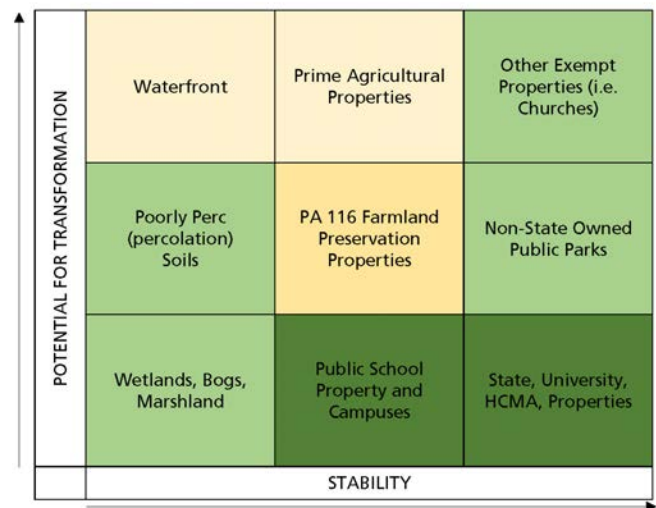 POTENTIAL FOR TRANSFORMATION
Waterfront
Prime Agricultural
Properties
Other Exempt
Properties (i.e.
Churches)
Poorly Perc
(percolation)
Soils
PA 116 Farmland
Preservation
Properties
Non-State Owned
Public Parks
Wetlands, Bogs,
Marshland
Public School
Property and
Campuses
State, University,
HCMA, Properties
STABILITY